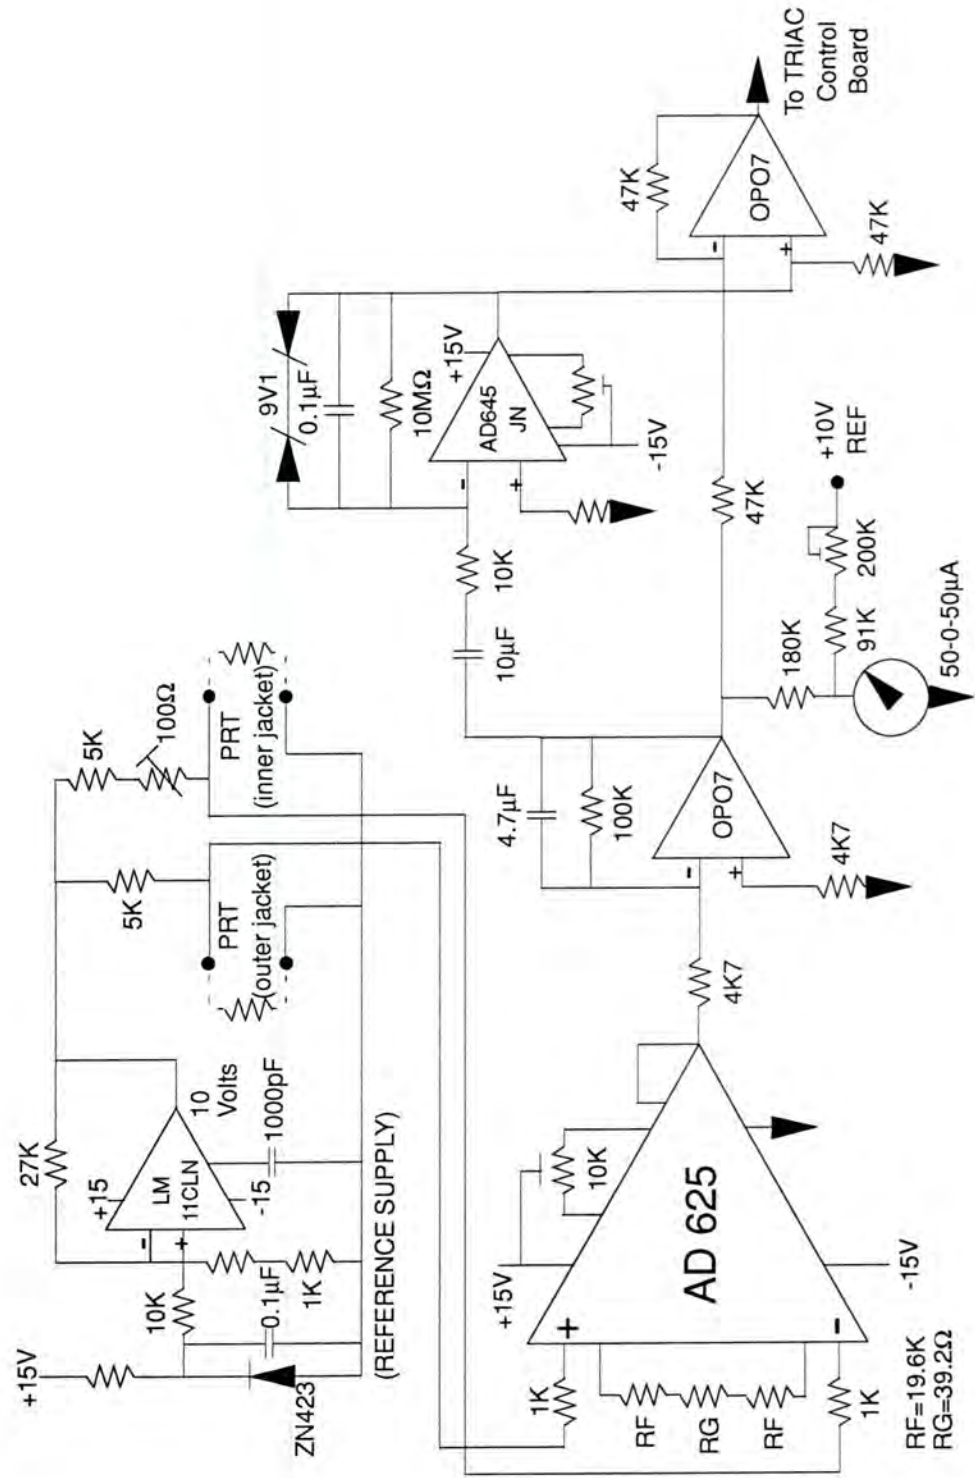 +15V
ZN423
10K
0.1µF
1K
27K
+15
LM
11CLN
-
+
-15
10
Volts
1000pF
(REFERENCE SUPPLY)
5K
PRT
(outer jacket)
5K
100Ω
PRT
(inner jacket)
1K
RF
RG
RF
1K
+15V
10K
+
AD 625
-
-15V
RF=19.6K
RG=39.2Ω
4K7
4.7µF
100K
-
+
OPO7
4K7
10µF
10K
9V1
0.1µF
10MΩ
+15V
-
+
AD645
JN
-15V
180K
91K
200K
+10V
REF
50-0-50µA
47K
47K
-
+
OPO7
47K
To TRIAC
Control
Board